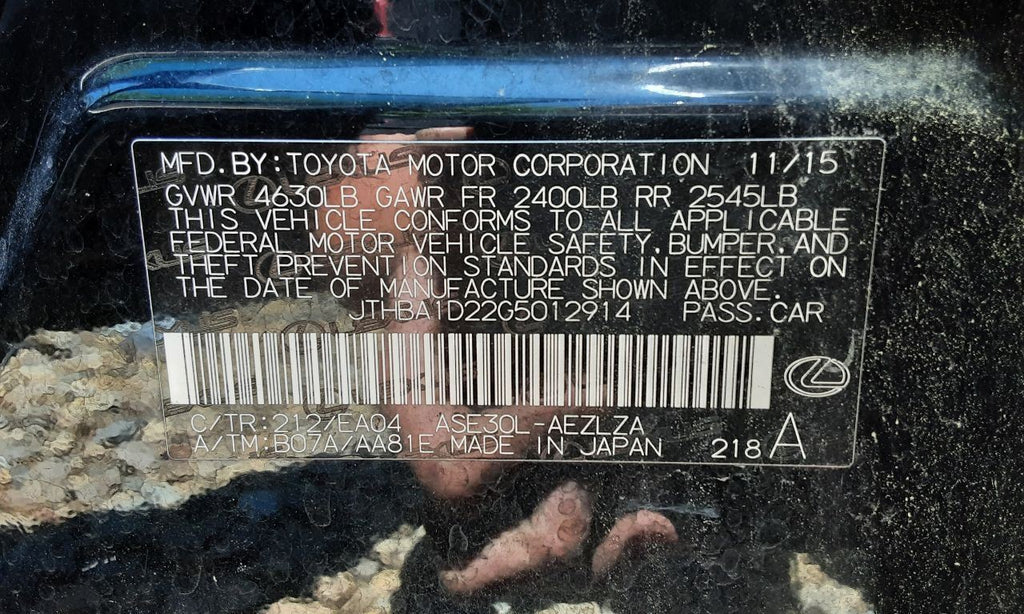 MFD.BY:TOYOTA MOTOR CORPORATION 11/15
GVWR 4630LB GAWR FR 2400LB RR 2545LB
THIS VEHICLE CONFORMS TO ALL APPLICABLE
FEDERAL MOTOR VEHICLE SAFETY, BUMPER, AND
THEFT PREVENTION STANDARDS IN EFFECT ON
THE DATE OF MANUFACTURE SHOWN ABOVE.
JTHBA1D22G5012914 PASS.CAR
C/TR:212/EA04 ASE30L-AEZLZA
A/TM:B07A/AA81E MADE IN JAPAN 218 A